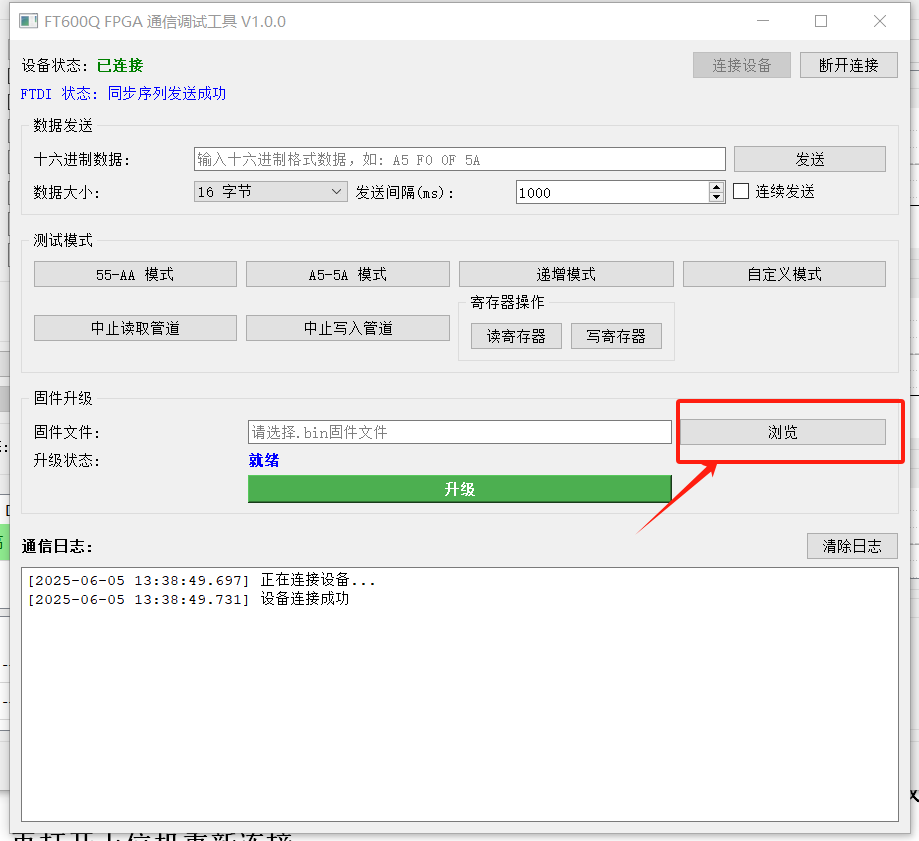 FT600Q FPGA 通信调试工具 V1.0.0
设备状态: 已连接 连接设备 断开连接
FTDI 状态: 同步序列发送成功
数据发送
十六进制数据: 输入十六进制格式数据，如: A5 F0 0F 5A 发送
数据大小: 16 字节 发送间隔(ms): 1000 连续发送
测试模式
55-AA 模式 A5-5A 模式 递增模式 自定义模式
寄存器操作
中止读取管道 中止写入管道 读寄存器 写寄存器
固件升级
固件文件: 请选择.bin固件文件 浏览
升级状态: 就绪
升级
通信日志: 清除日志
[2025-06-05 13:38:49.697] 正在连接设备...
[2025-06-05 13:38:49.731] 设备连接成功